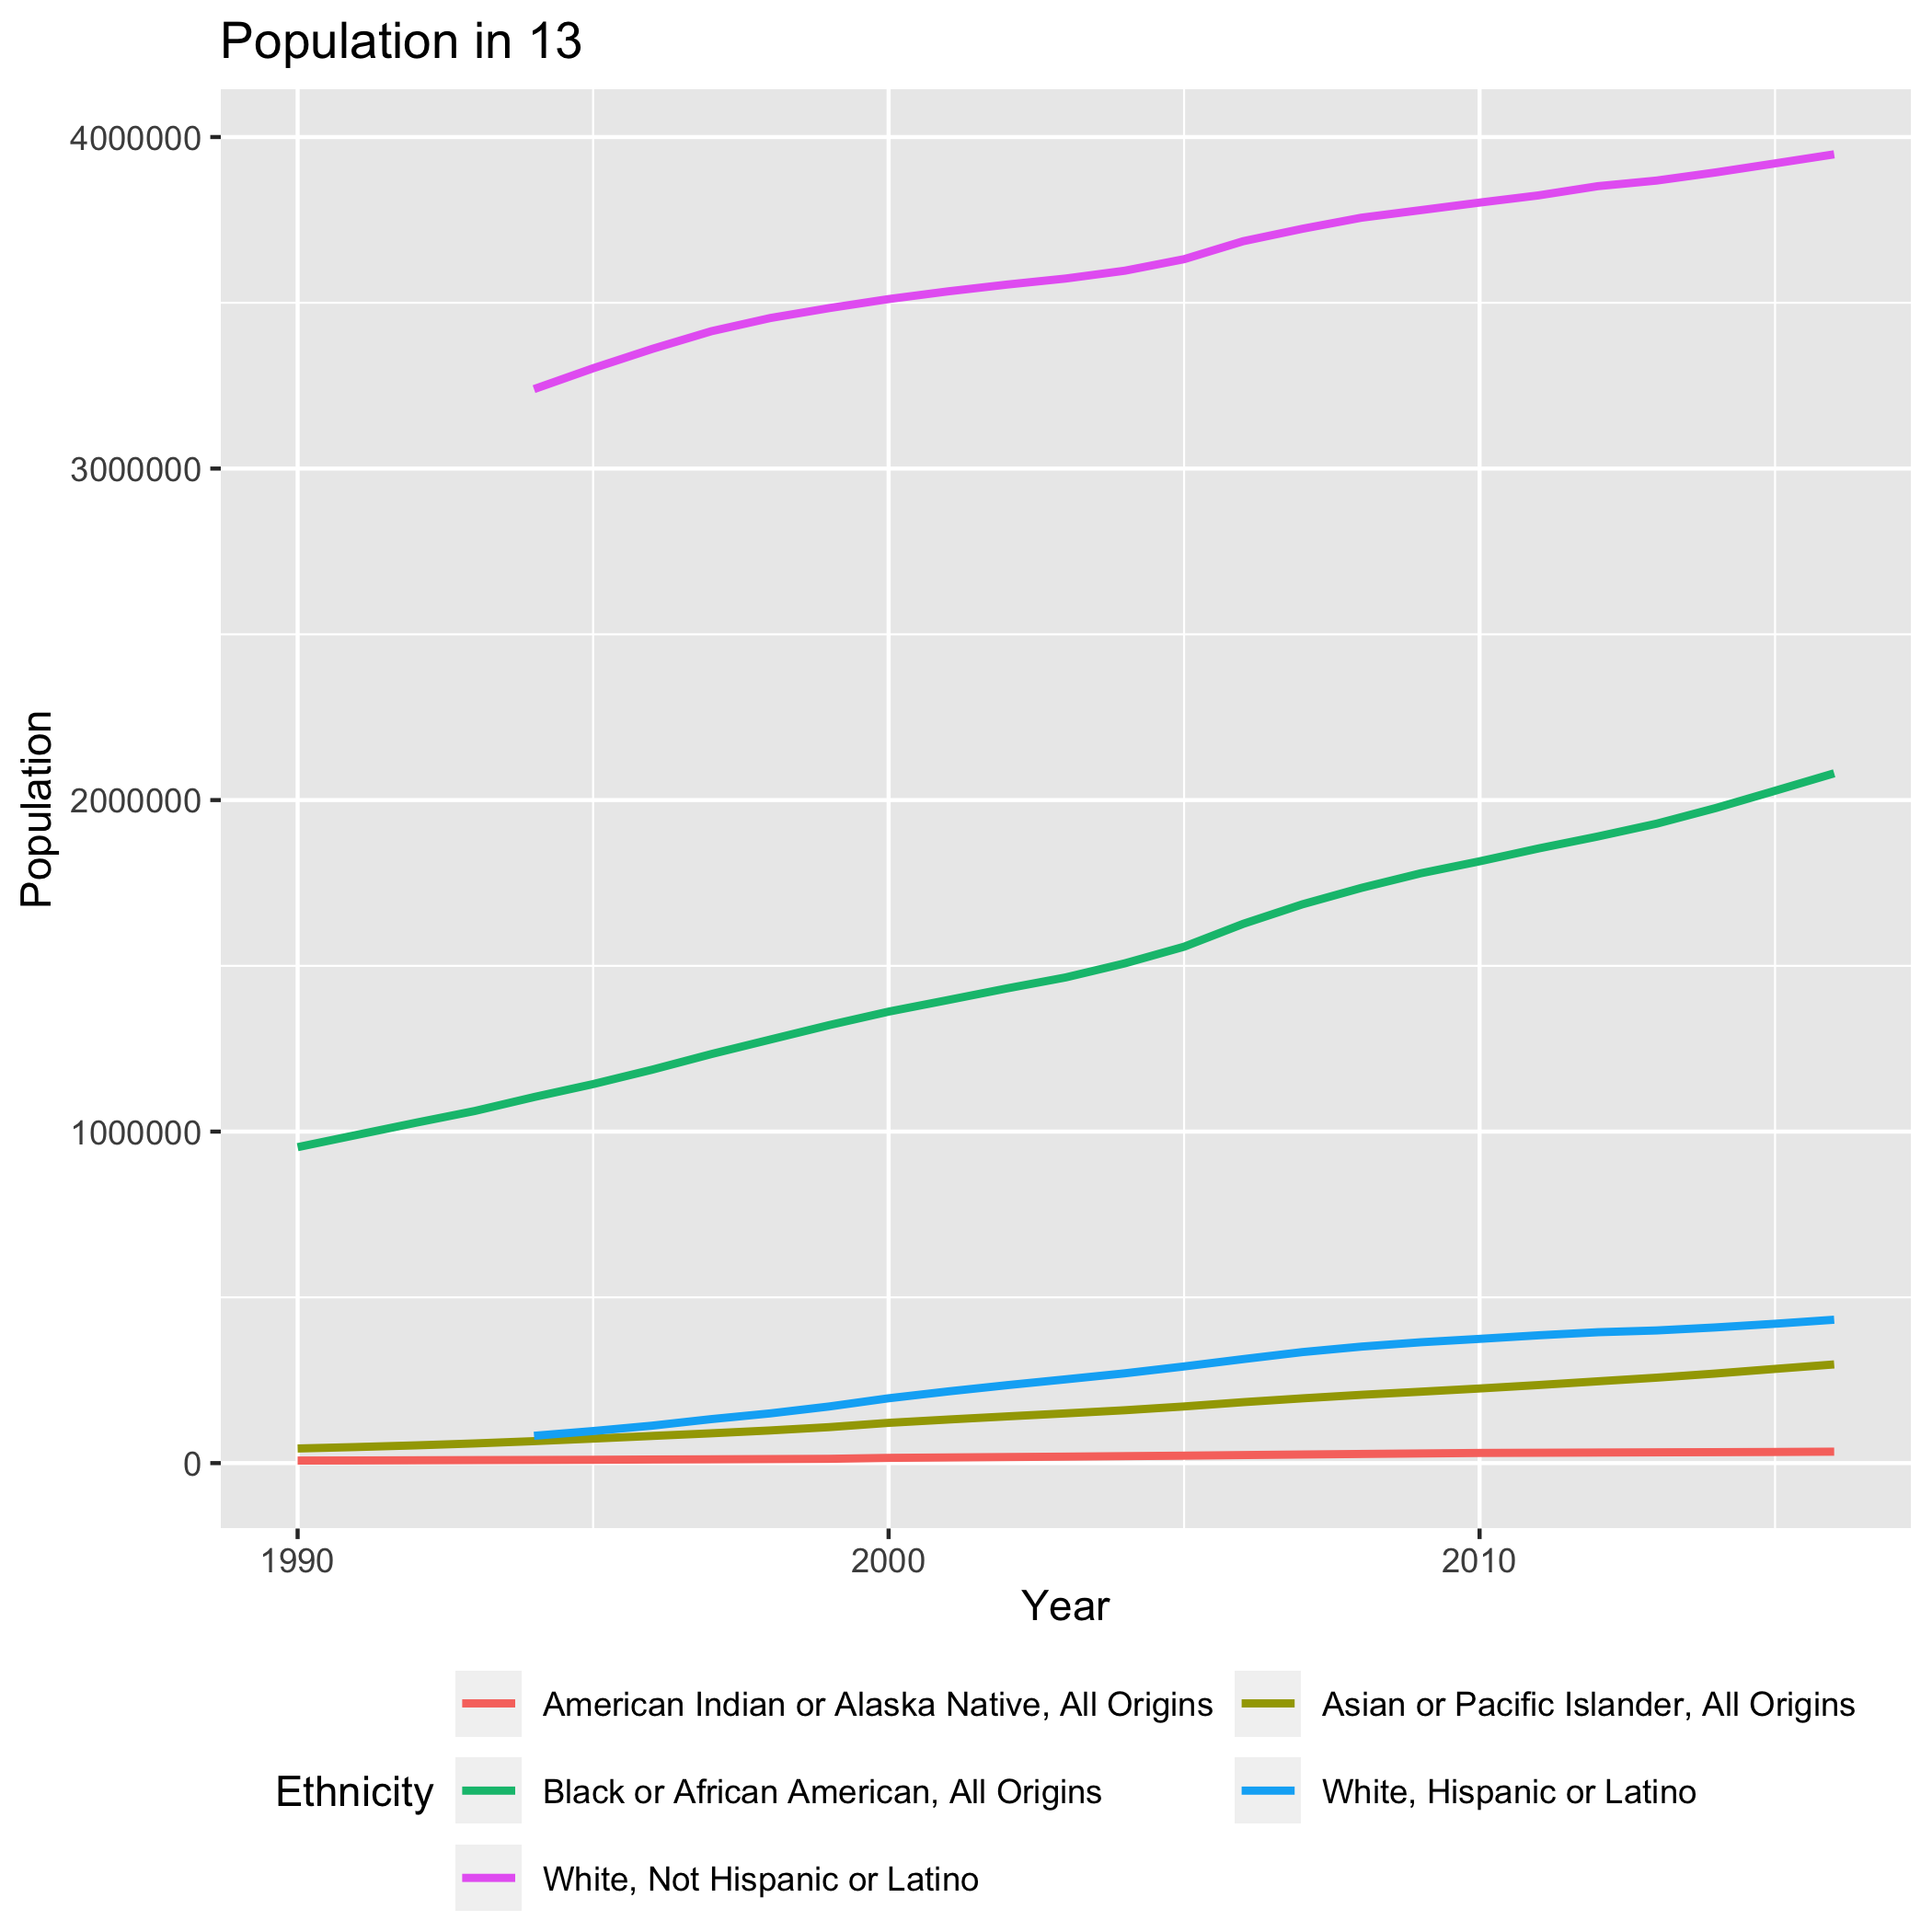 Population in 13
4000000
3000000
2000000
1000000
0
Population
1990 2000 2010
Year
Ethnicity
American Indian or Alaska Native, All Origins
Asian or Pacific Islander, All Origins
Black or African American, All Origins
White, Hispanic or Latino
White, Not Hispanic or Latino